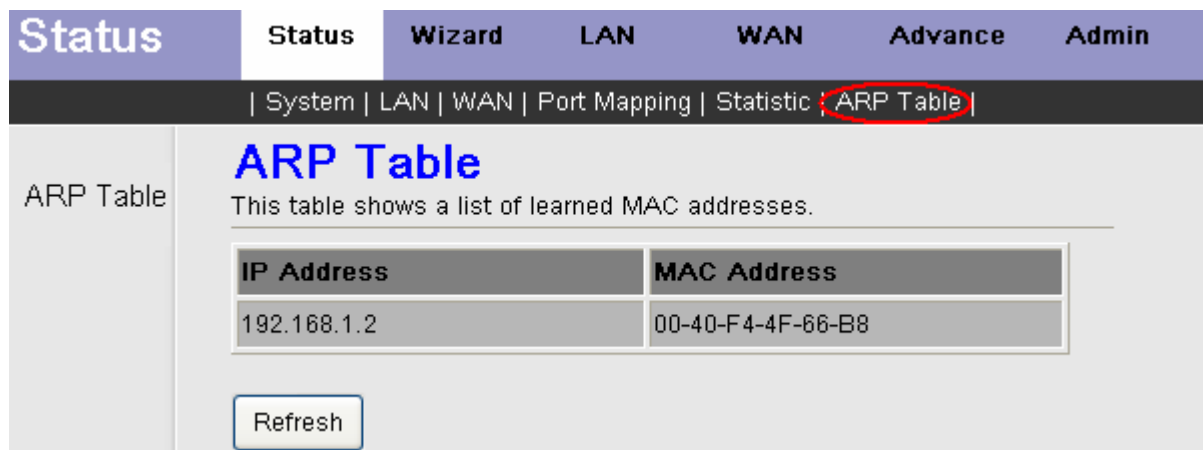 Status
Status Wizard LAN WAN Advance Admin
| System | LAN | WAN | Port Mapping | Statistic | ARP Table |
ARP Table
ARP Table
This table shows a list of learned MAC addresses.
IP Address MAC Address
192.168.1.2 00-40-F4-4F-66-B8
Refresh